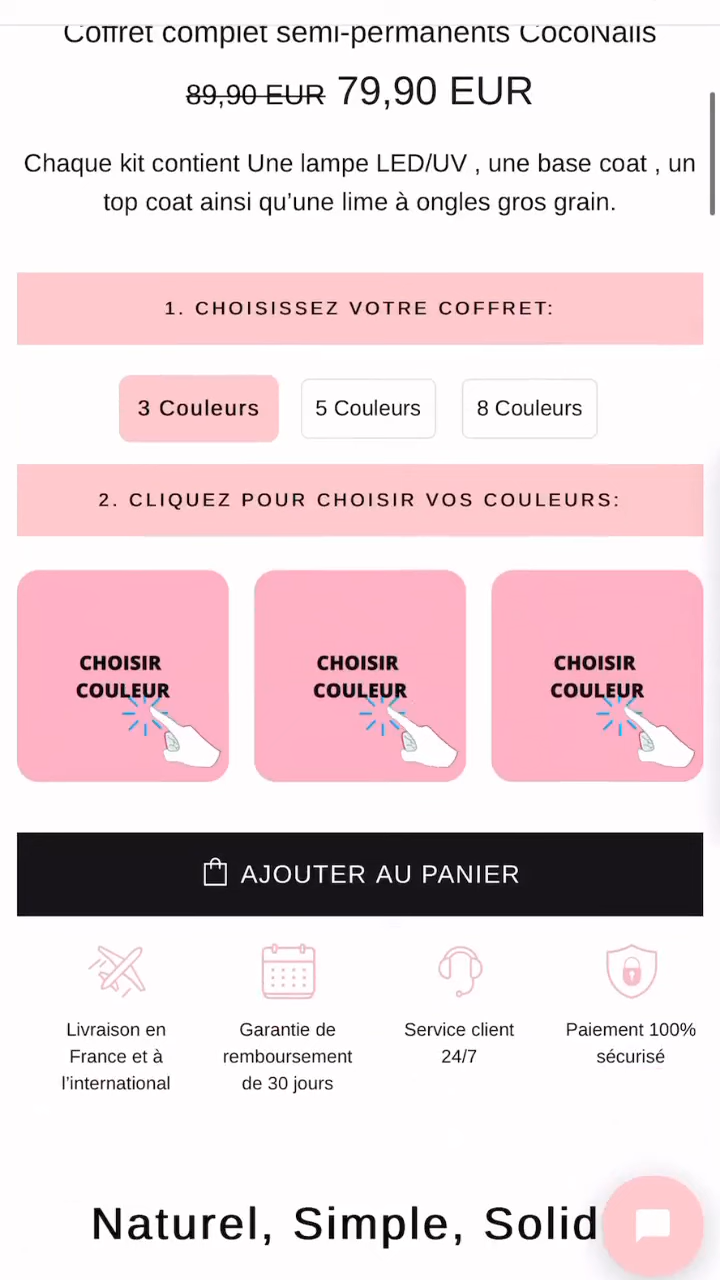 Coffret complet semi-permanents CocoNails
89,90 EUR 79,90 EUR
Chaque kit contient Une lampe LED/UV , une base coat , un
top coat ainsi qu’une lime à ongles gros grain.
1. CHOISISSEZ VOTRE COFFRET:
3 Couleurs 5 Couleurs 8 Couleurs
2. CLIQUEZ POUR CHOISIR VOS COULEURS:
CHOISIR
COULEUR
CHOISIR
COULEUR
CHOISIR
COULEUR
AJOUTER AU PANIER
Livraison en
France et à
l’international
Garantie de
remboursement
de 30 jours
Service client
24/7
Paiement 100%
sécurisé
Naturel, Simple, Solid